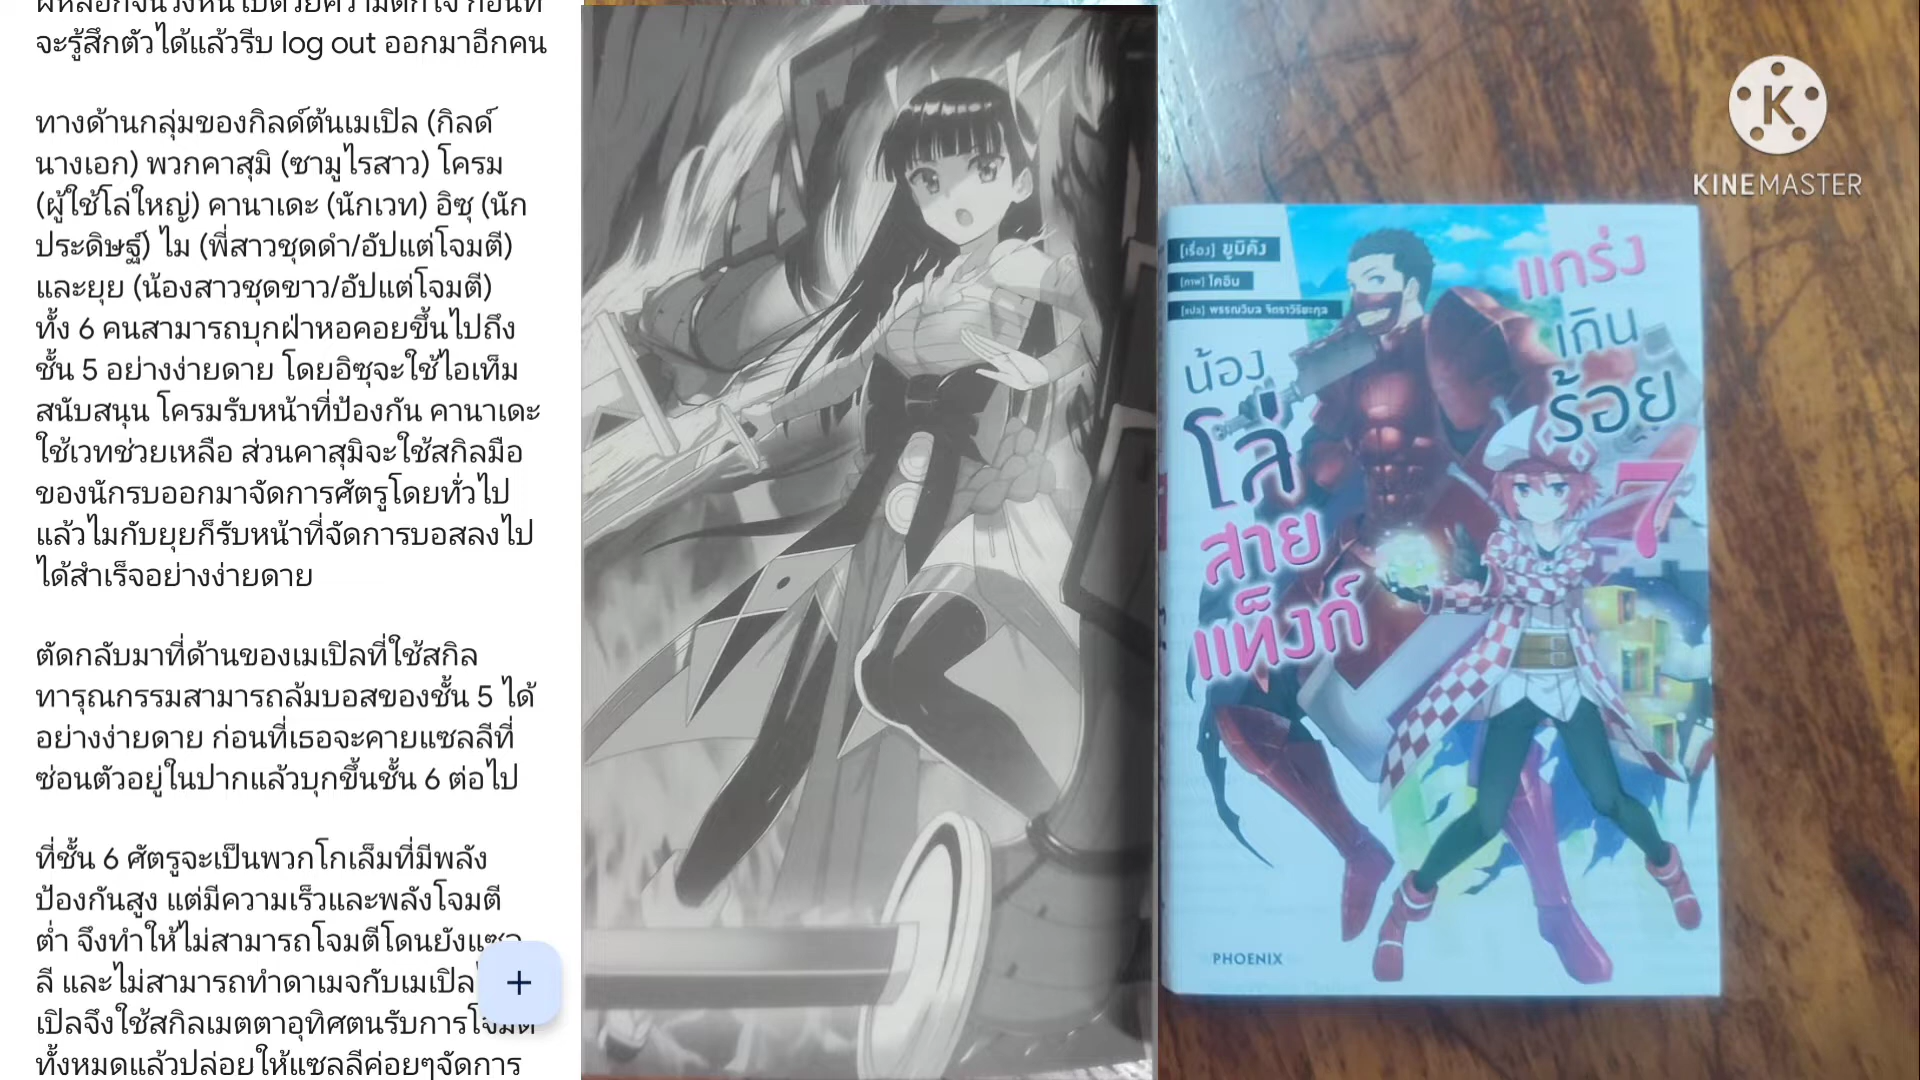 จะรู้สึกตัวได้แล้วรีบ log out ออกมาอีกคน
ทางด้านกลุ่มของกิลด์ต้นเมเปิล (กิลด์
นางเอก) พวกคาสุมิ (ซามูไรสาว) โครม
(ผู้ใช้โล่ใหญ่) คานาเดะ (นักเวท) อิซุ (นัก
ประดิษฐ์) ไม (พี่สาวชุดดำ/อัปแต่โจมตี)
และยุย (น้องสาวชุดขาว/อัปแต่โจมตี)
ทั้ง 6 คนสามารถบุกฝ่าหอคอยขึ้นไปถึง
ชั้น 5 อย่างง่ายดาย โดยอิซุจะใช้ไอเท็ม
สนับสนุน โครมรับหน้าที่ป้องกัน คานาเดะ
ใช้เวทช่วยเหลือ ส่วนคาสุมิจะใช้สกิลมือ
ของนักรบออกมาจัดการศัตรูโดยทั่วไป
แล้วไมกับยุยก็รับหน้าที่จัดการบอสลงไป
ได้สำเร็จอย่างง่ายดาย
ตัดกลับมาที่ด้านของเมเปิลที่ใช้สกิล
ทารุณกรรมสามารถล้มบอสของชั้น 5 ได้
อย่างง่ายดาย ก่อนที่เธอจะคายแซลลีที่
ซ่อนตัวอยู่ในปากแล้วบุกขึ้นชั้น 6 ต่อไป
ที่ชั้น 6 ศัตรูจะเป็นพวกโกเล็มที่มีพลัง
ป้องกันสูง แต่มีความเร็วและพลังโจมตี
ต่ำ จึงทำให้ไม่สามารถโจมตีโดนยังแซล
ลี และไม่สามารถทำดาเมจกับเมเปิล
เปิลจึงใช้สกิลเมตตาอุทิศตนรับการโจมตี
ทั้งหมดแล้วปล่อยให้แซลลีค่อยๆจัดการ
[เรื่อง] ยูมิคัง
[ภาพ] โคอิน
[แปล] พรรณวิมล จิตราวิริยะกุล
น้อง
โล่
สาย
แท็งก์
แกร่ง
เกิน
ร้อย
7
PHOENIX
K
KINEMASTER